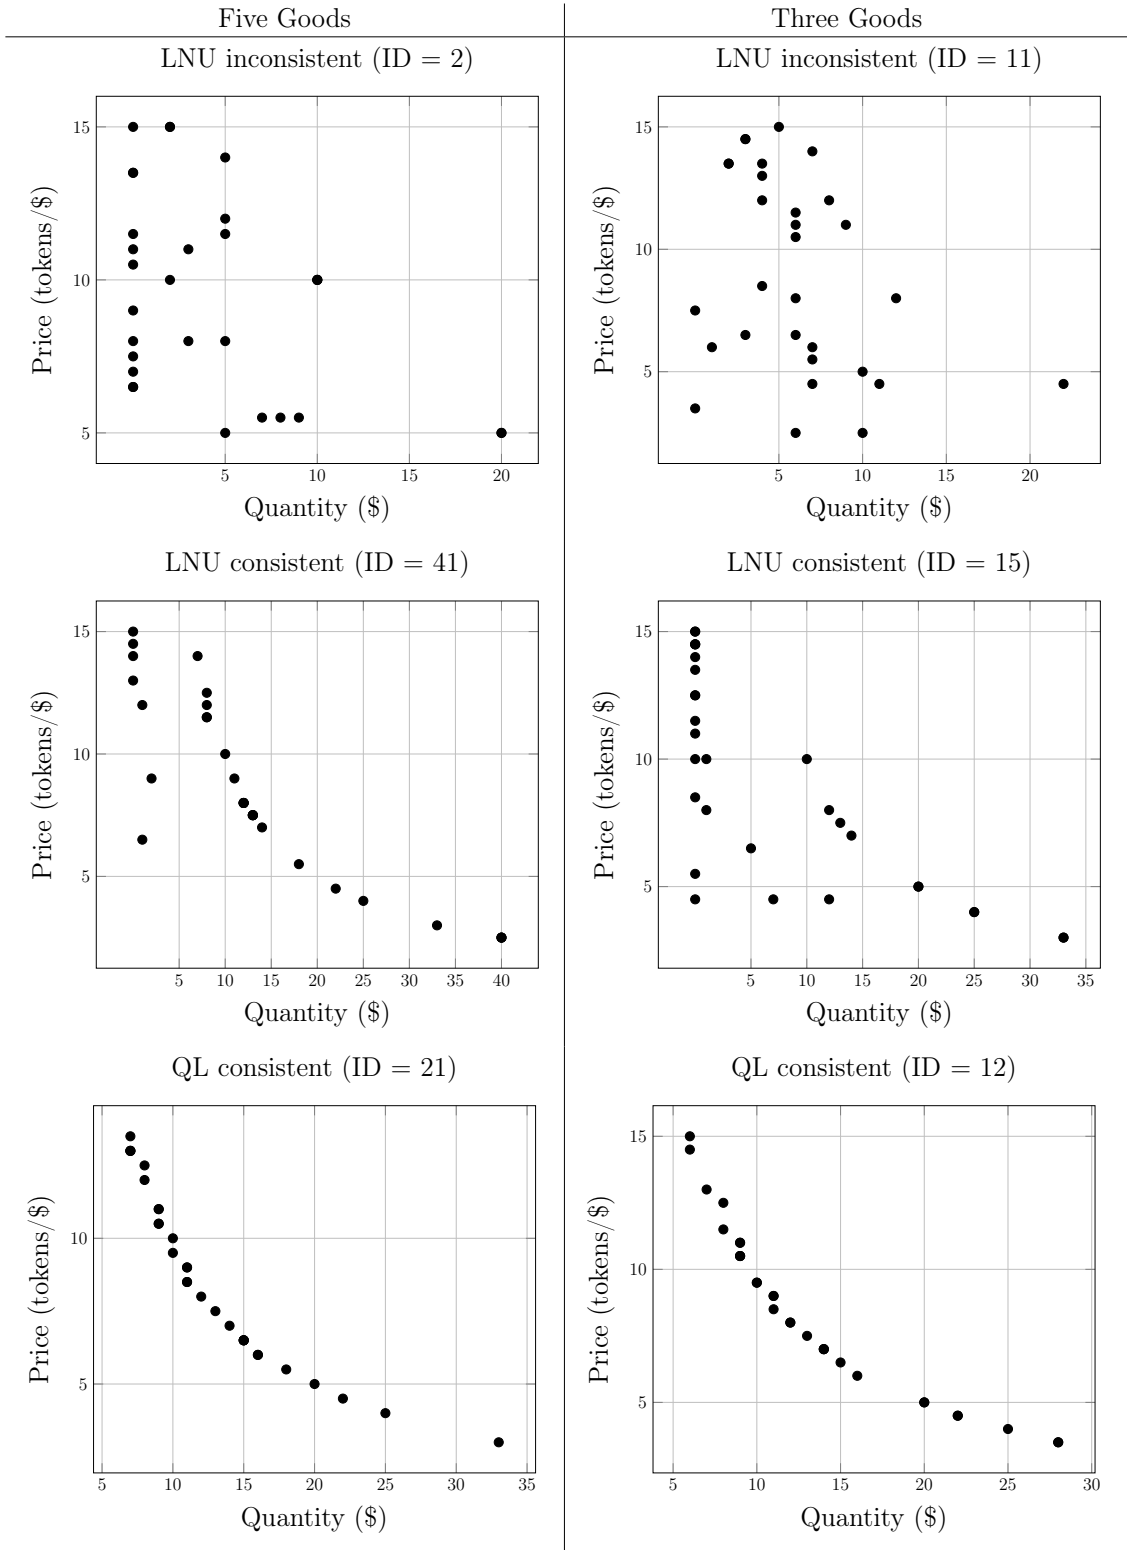 Five Goods
Three Goods
LNU inconsistent (ID = 2)
15
10
5
5
10
15
20
Price (tokens/$)
Quantity ($)
LNU inconsistent (ID = 11)
15
10
5
5
10
15
20
Price (tokens/$)
Quantity ($)
LNU consistent (ID = 41)
15
10
5
5
10
15
20
25
30
35
40
Price (tokens/$)
Quantity ($)
LNU consistent (ID = 15)
15
10
5
5
10
15
20
25
30
35
Price (tokens/$)
Quantity ($)
QL consistent (ID = 21)
10
5
5
10
15
20
25
30
35
Price (tokens/$)
Quantity ($)
QL consistent (ID = 12)
15
10
5
5
10
15
20
25
30
Price (tokens/$)
Quantity ($)